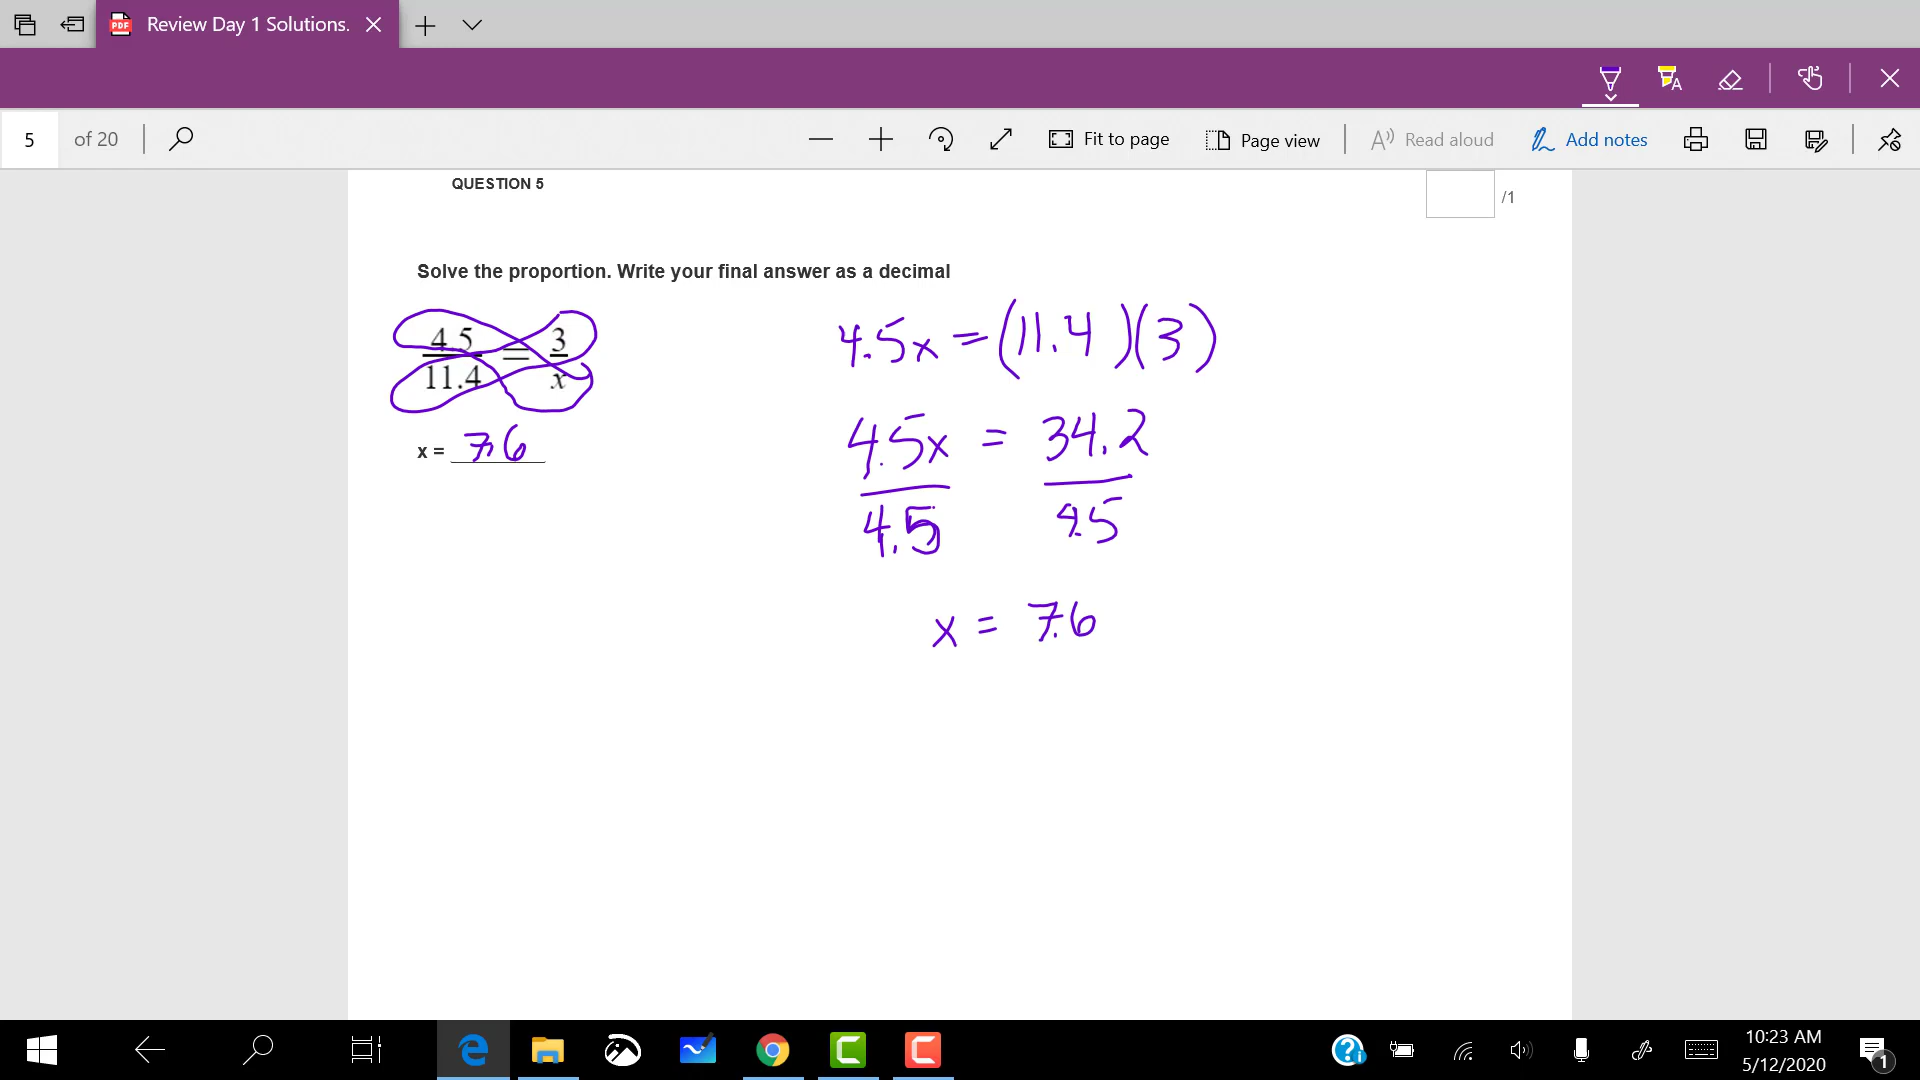 Review Day 1 Solutions.
5 of 20
Fit to page
Page view
Read aloud
Add notes
QUESTION 5
/1
Solve the proportion. Write your final answer as a decimal
4.5/11.4 = 3/x
x = 7.6
4.5x = (11.4)(3)
4.5x = 34.2
4.5 4.5
x = 7.6
10:23 AM
5/12/2020
1